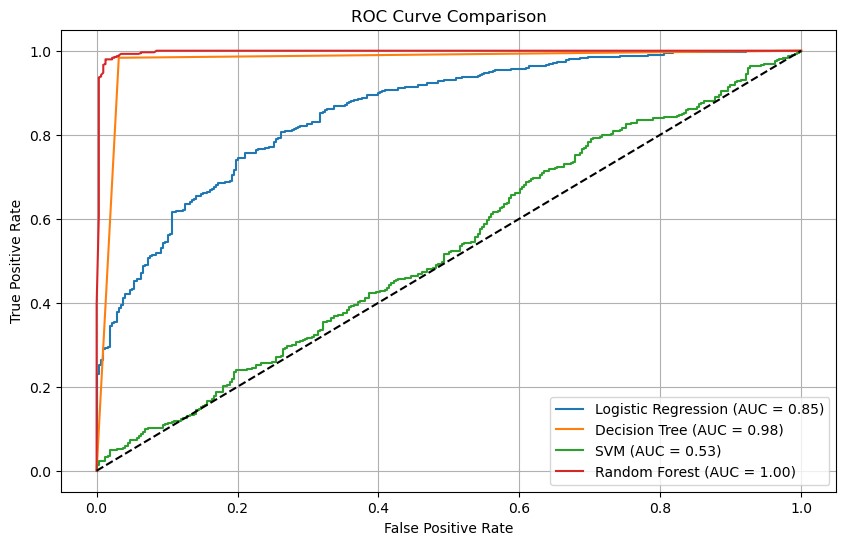 ROC Curve Comparison
True Positive Rate
1.0
0.8
0.6
0.4
0.2
0.0
Logistic Regression (AUC = 0.85)
Decision Tree (AUC = 0.98)
SVM (AUC = 0.53)
Random Forest (AUC = 1.00)
0.0 0.2 0.4 0.6 0.8 1.0
False Positive Rate